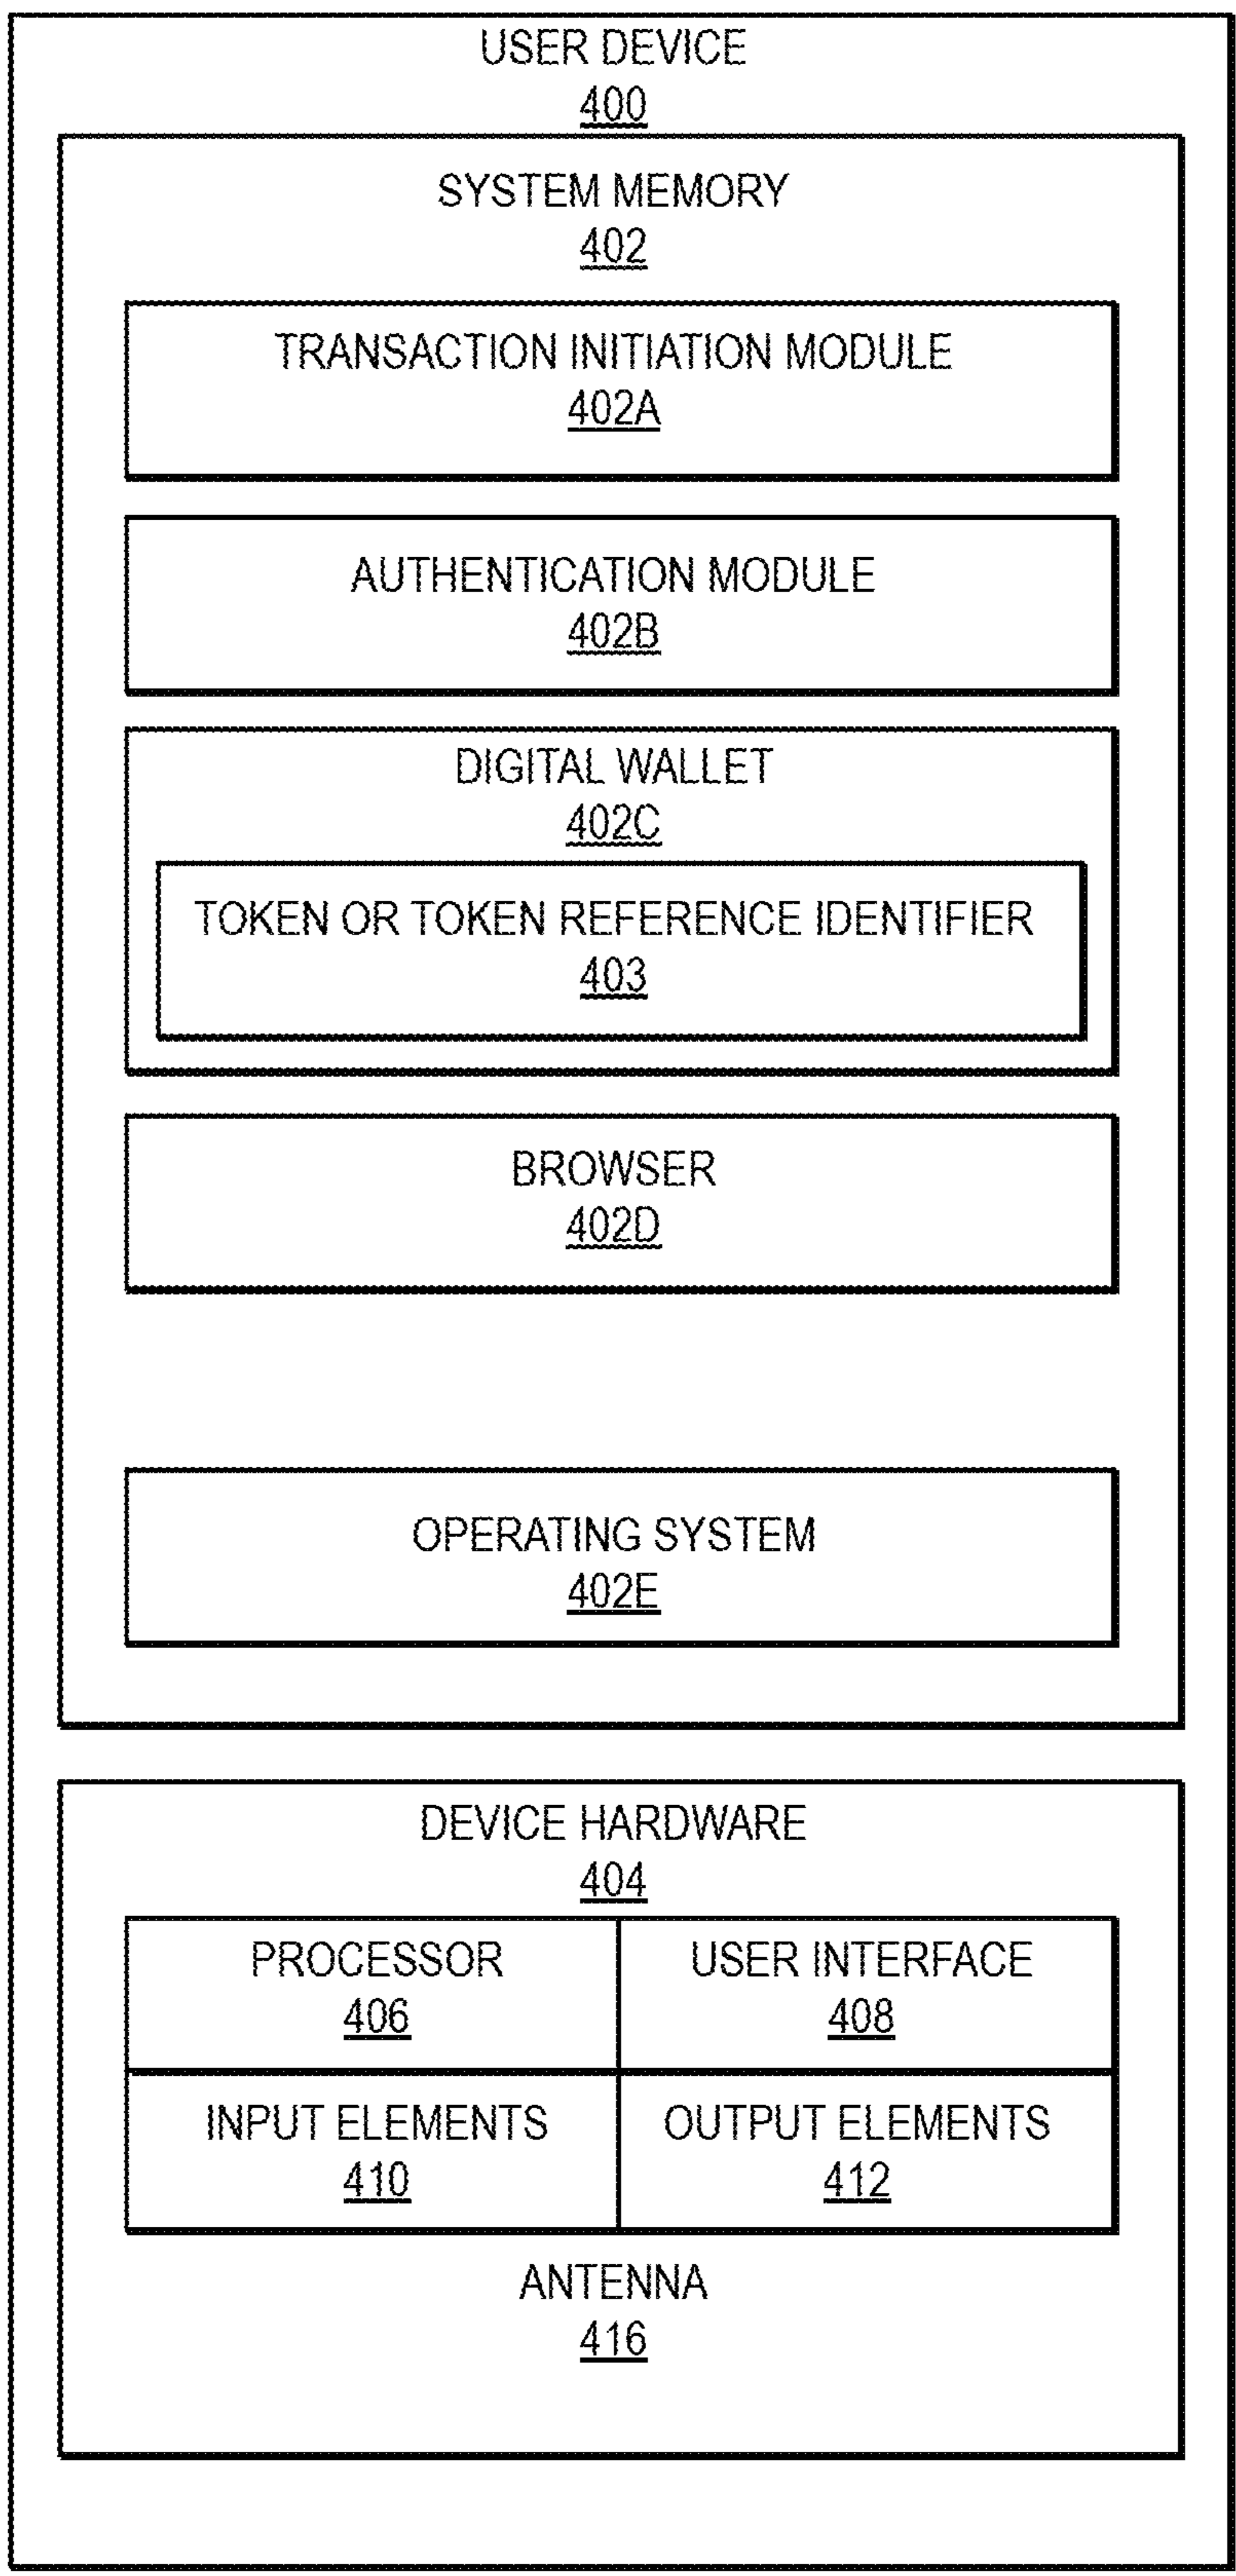 USER DEVICE
400
SYSTEM MEMORY
402
TRANSACTION INITIATION MODULE
402A
AUTHENTICATION MODULE
402B
DIGITAL WALLET
402C
TOKEN OR TOKEN REFERENCE IDENTIFIER
403
BROWSER
402D
OPERATING SYSTEM
402E
DEVICE HARDWARE
404
PROCESSOR
406
USER INTERFACE
408
INPUT ELEMENTS
410
OUTPUT ELEMENTS
412
ANTENNA
416